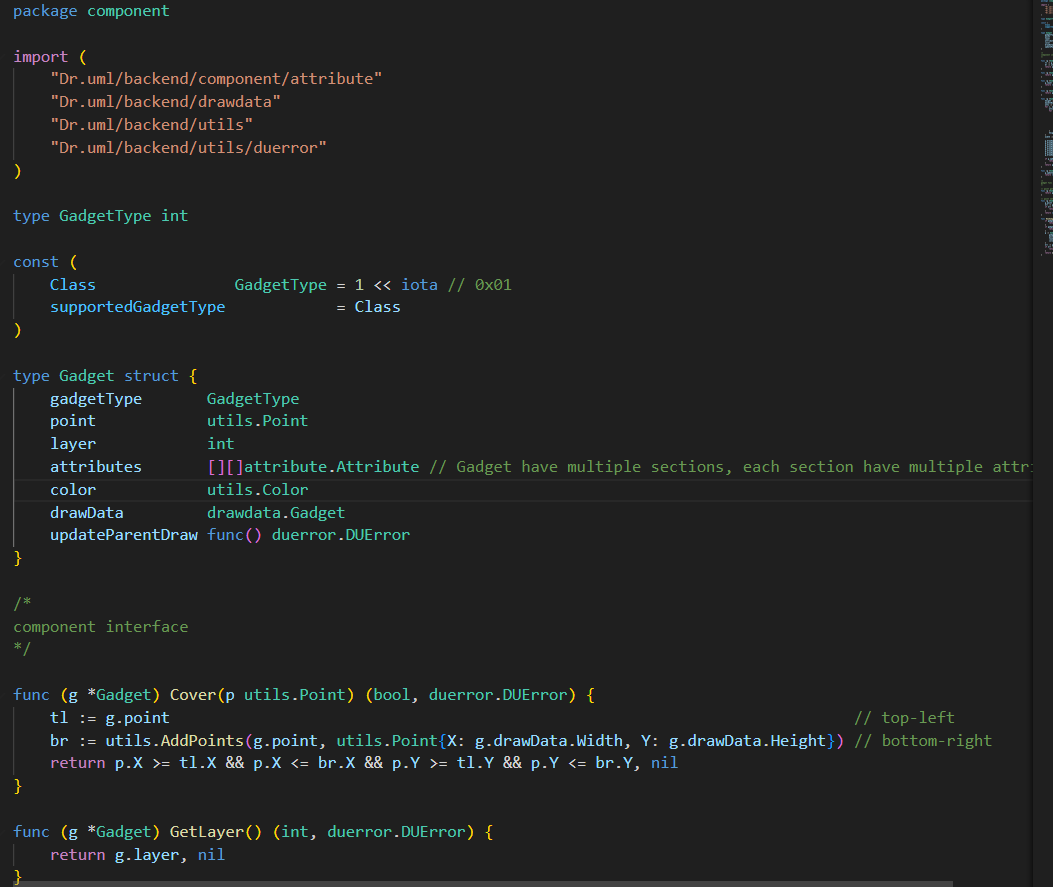 package component
import (
"Dr.uml/backend/component/attribute"
"Dr.uml/backend/drawdata"
"Dr.uml/backend/utils"
"Dr.uml/backend/utils/duerror"
)
type GadgetType int
const (
Class GadgetType = 1 << iota // 0x01
supportedGadgetType = Class
)
type Gadget struct {
gadgetType GadgetType
point utils.Point
layer int
attributes [][]attribute.Attribute // Gadget have multiple sections, each section have multiple attr
color utils.Color
drawData drawdata.Gadget
updateParentDraw func() duerror.DUError
}
/*
component interface
*/
func (g *Gadget) Cover(p utils.Point) (bool, duerror.DUError) {
tl := g.point // top-left
br := utils.AddPoints(g.point, utils.Point{X: g.drawData.Width, Y: g.drawData.Height}) // bottom-right
return p.X >= tl.X && p.X <= br.X && p.Y >= tl.Y && p.Y <= br.Y, nil
}
func (g *Gadget) GetLayer() (int, duerror.DUError) {
return g.layer, nil
}